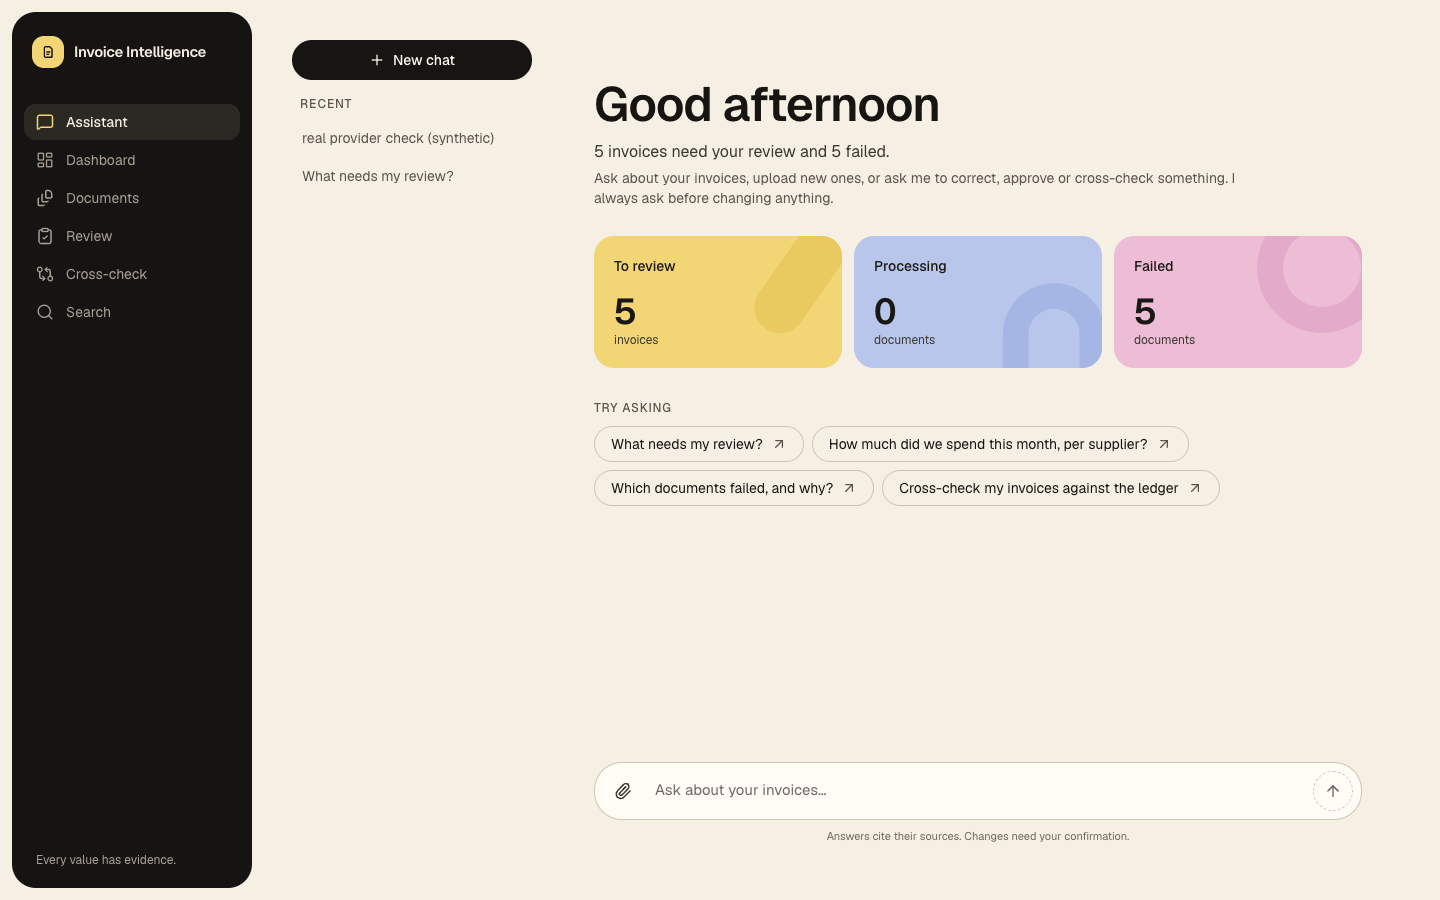 Invoice Intelligence
Assistant
Dashboard
Documents
Review
Cross-check
Search
Every value has evidence.
New chat
RECENT
real provider check (synthetic)
What needs my review?
Good afternoon
5 invoices need your review and 5 failed.
Ask about your invoices, upload new ones, or ask me to correct, approve or cross-check something. I
always ask before changing anything.
To review
5
invoices
Processing
0
documents
Failed
5
documents
TRY ASKING
What needs my review?
How much did we spend this month, per supplier?
Which documents failed, and why?
Cross-check my invoices against the ledger
Ask about your invoices...
Answers cite their sources. Changes need your confirmation.